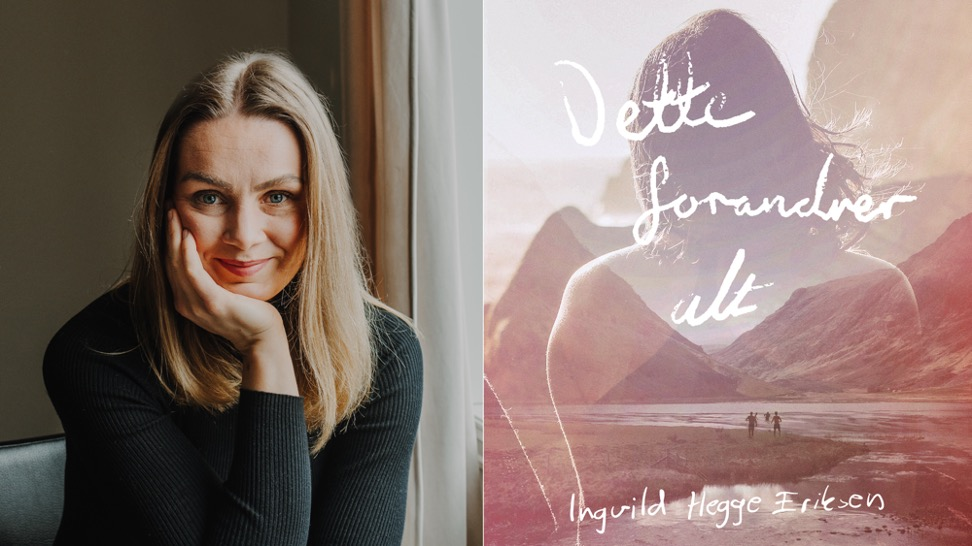 Dette
forandrer
alt
Ingvild Hegge Eriksen